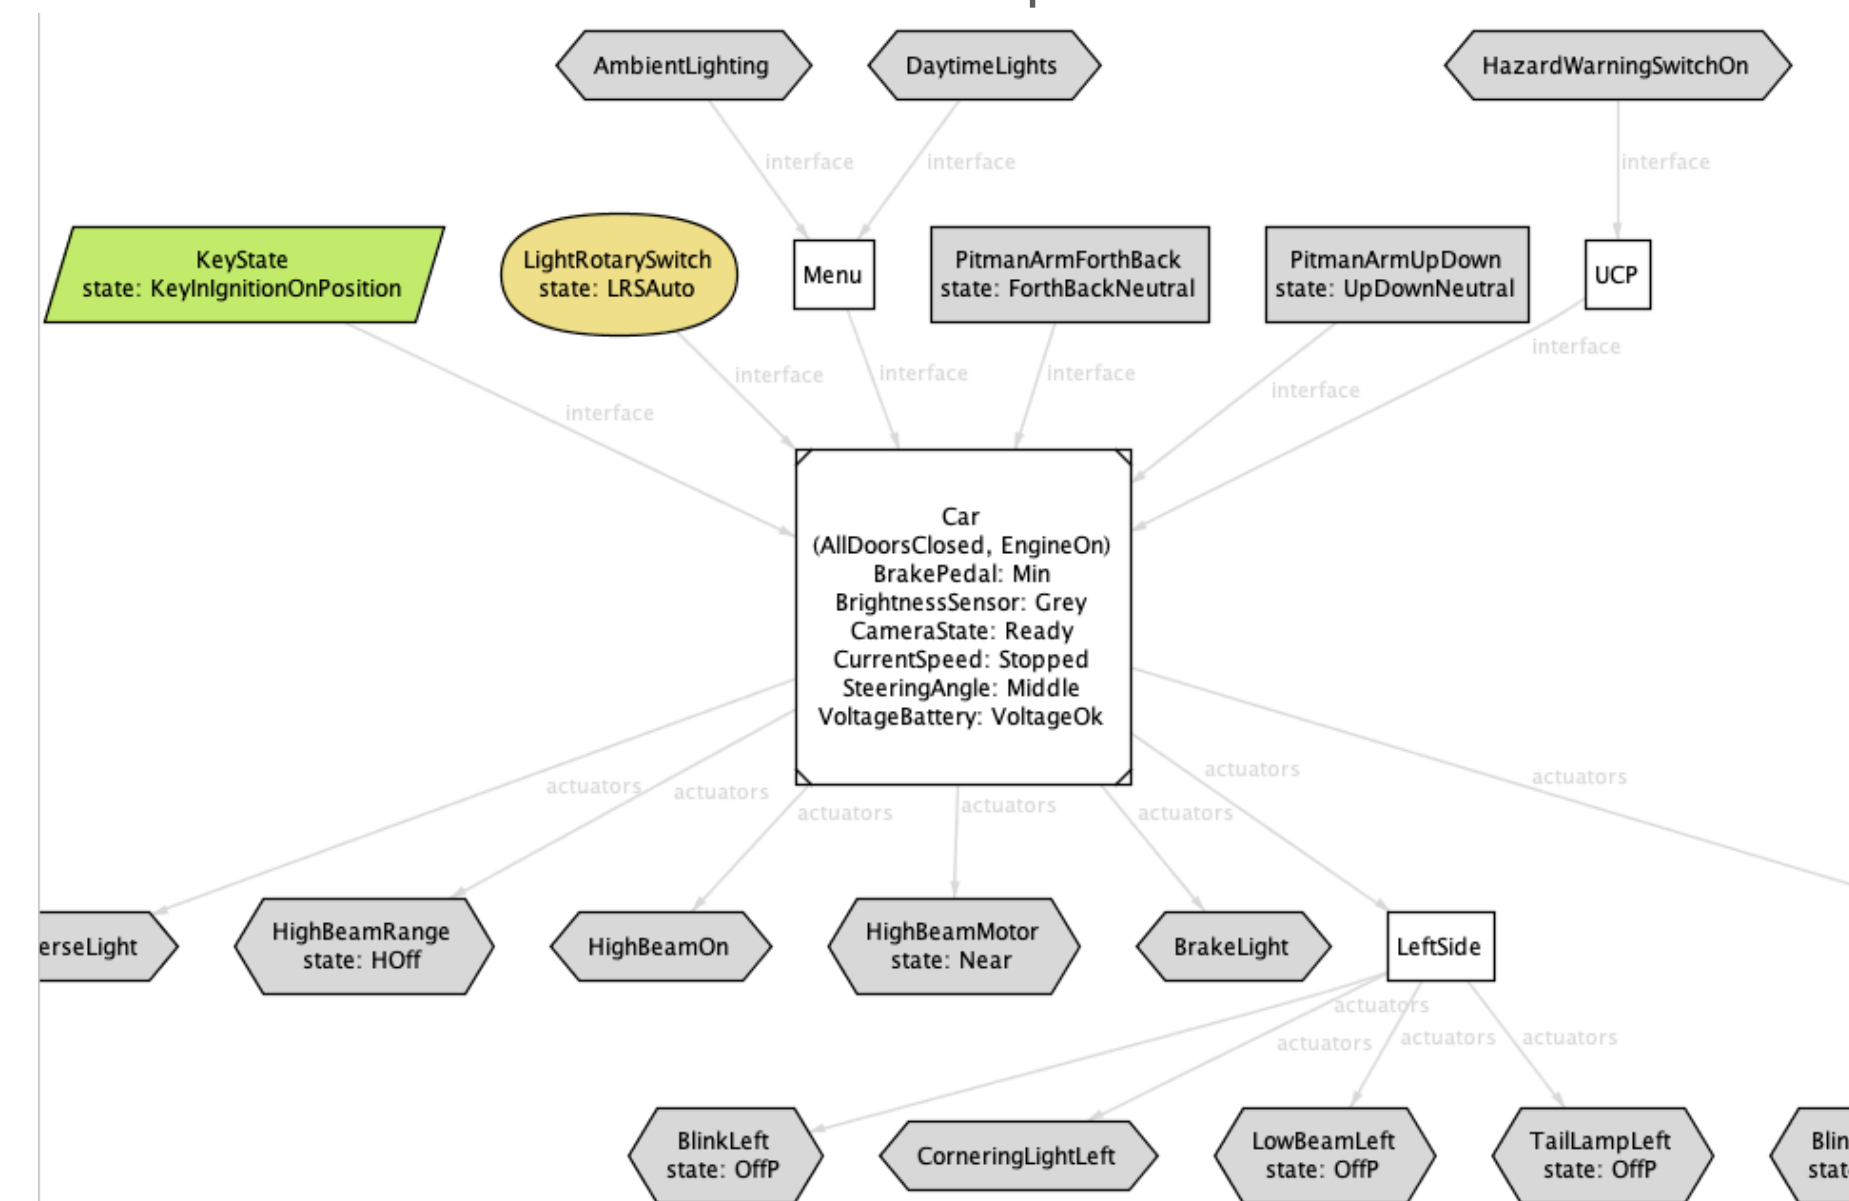 AmbientLighting
DaytimeLights
HazardWarningSwitchOn
interface
interface
interface
KeyState
state: KeyInIgnitionOnPosition
LightRotarySwitch
state: LRSAuto
Menu
PitmanArmForthBack
state: ForthBackNeutral
PitmanArmUpDown
state: UpDownNeutral
UCP
interface
interface
interface
interface
interface
interface
Car
(AllDoorsClosed, EngineOn)
BrakePedal: Min
BrightnessSensor: Grey
CameraState: Ready
CurrentSpeed: Stopped
SteeringAngle: Middle
VoltageBattery: VoltageOk
actuators
actuators
actuators
actuators
actuators
actuators
actuators
erseLight
HighBeamRange
state: HOff
HighBeamOn
HighBeamMotor
state: Near
BrakeLight
LeftSide
actuators
actuators
actuators
actuators
BlinkLeft
state: OffP
CorneringLightLeft
LowBeamLeft
state: OffP
TailLampLeft
state: OffP
Blin
stat